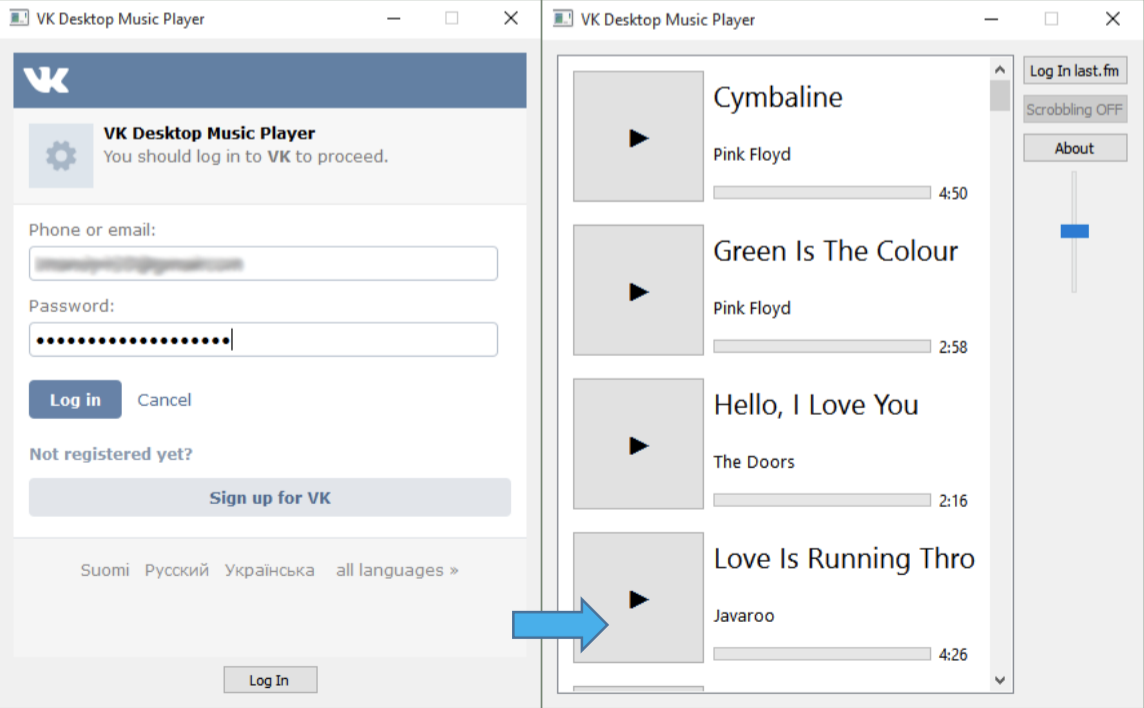 VK Desktop Music Player
VK
VK Desktop Music Player
You should log in to VK to proceed.
Phone or email:
Password:
Log in
Cancel
Not registered yet?
Sign up for VK
Suomi Русский Українська all languages »
Log In
VK Desktop Music Player
Cymbaline
Pink Floyd
4:50
Green Is The Colour
Pink Floyd
2:58
Hello, I Love You
The Doors
2:16
Love Is Running Thro
Javaroo
4:26
Log In last.fm
Scrobbling OFF
About